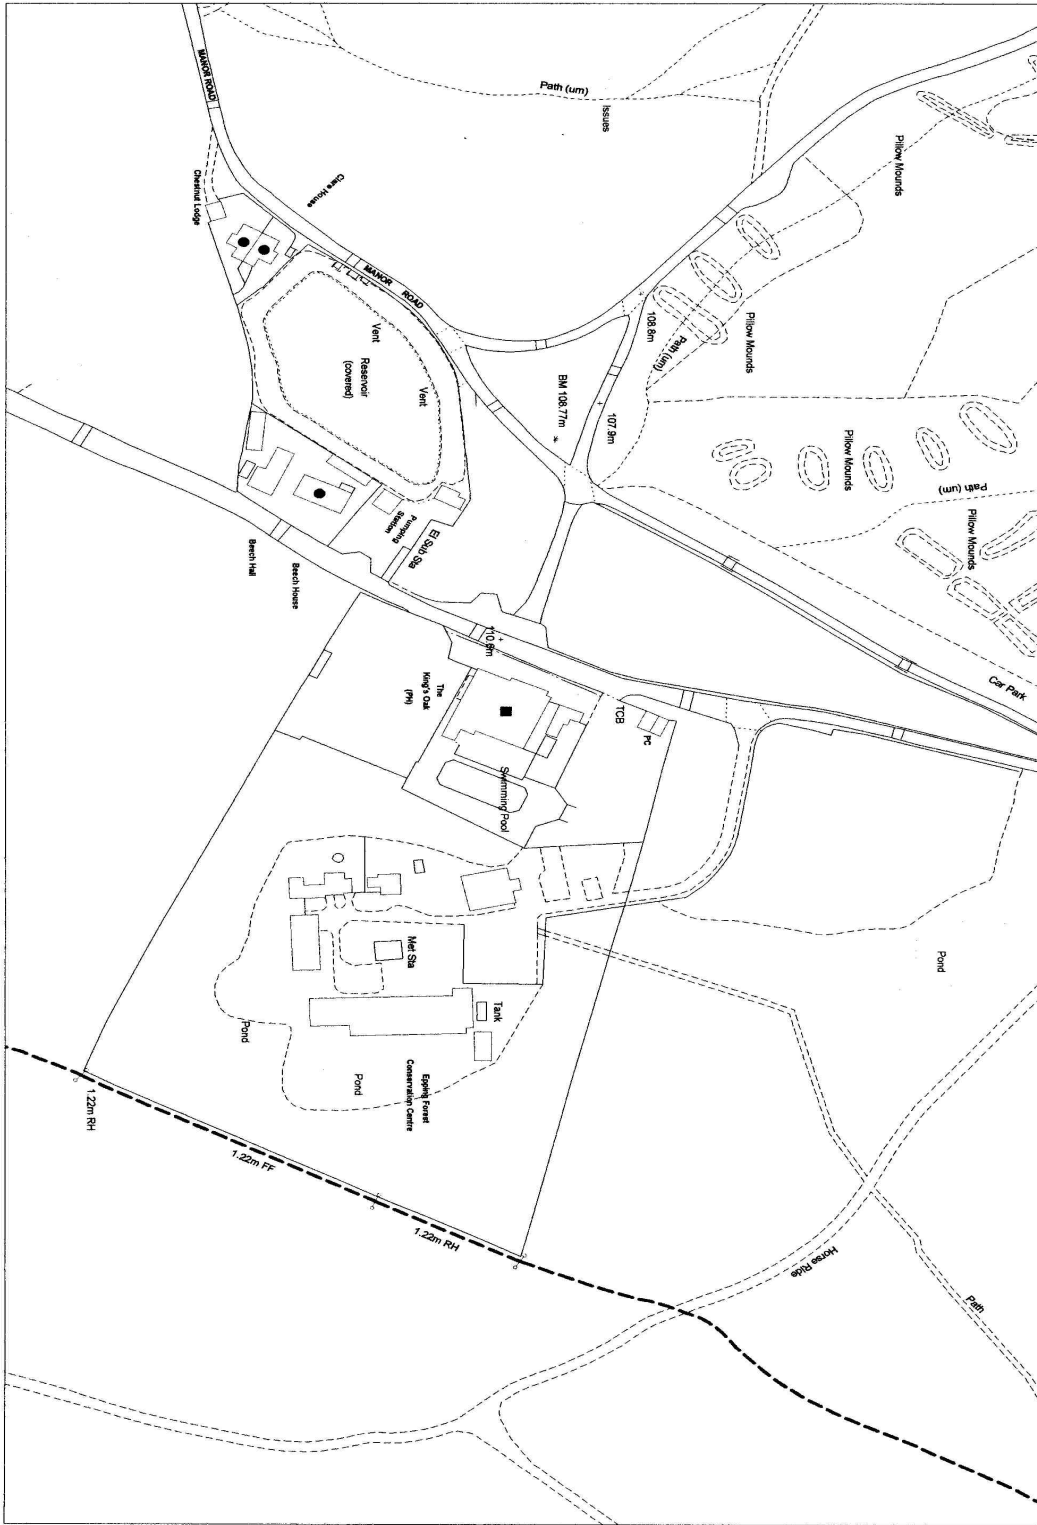 MANOR ROAD
Path (um)
Issues
Pillow Mounds
Clare House
Chestnut Lodge
MANOR ROAD
108.8m
Path (um)
Pillow Mounds
Vent
Reservoir
(covered)
Vent
BM 108.77m
107.9m
Pillow Mounds
Path (um)
Pillow Mounds
Pumping
Station
El Sub Sta
Beech Hall
Beech House
110.6m
Car Park
The
King's Oak
(PH)
TCB
PC
Swimming Pool
Met Sta
Tank
Pond
Pond
Pond
Epping Forest
Conservation Centre
1.22m RH
1.22m FF
1.22m RH
Horse Ride
Path